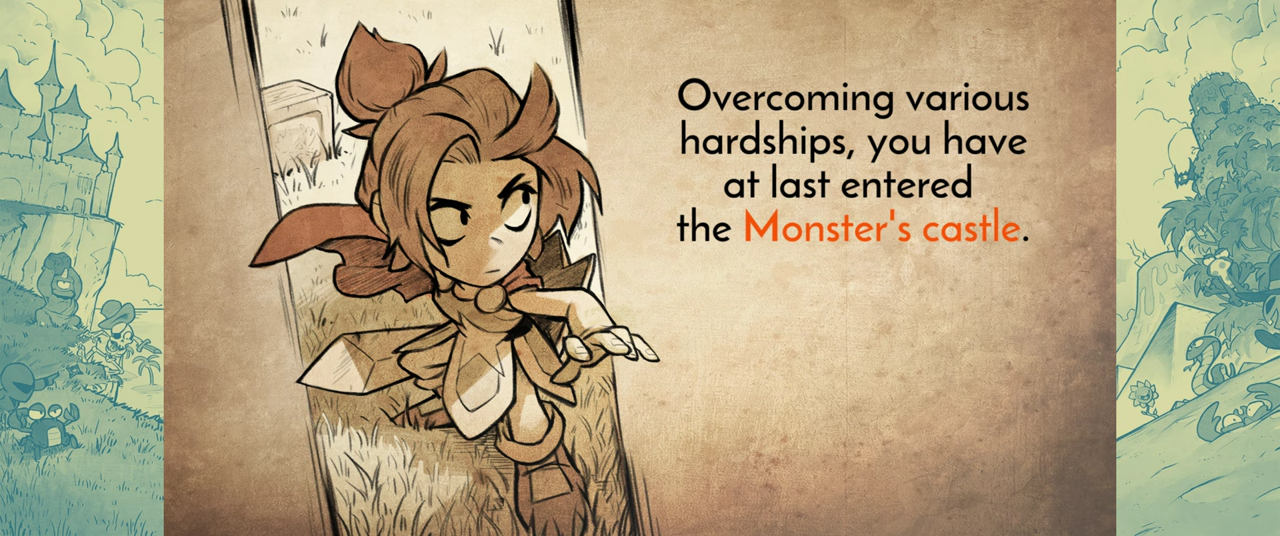 Overcoming various
hardships, you have
at last entered
the Monster's castle.